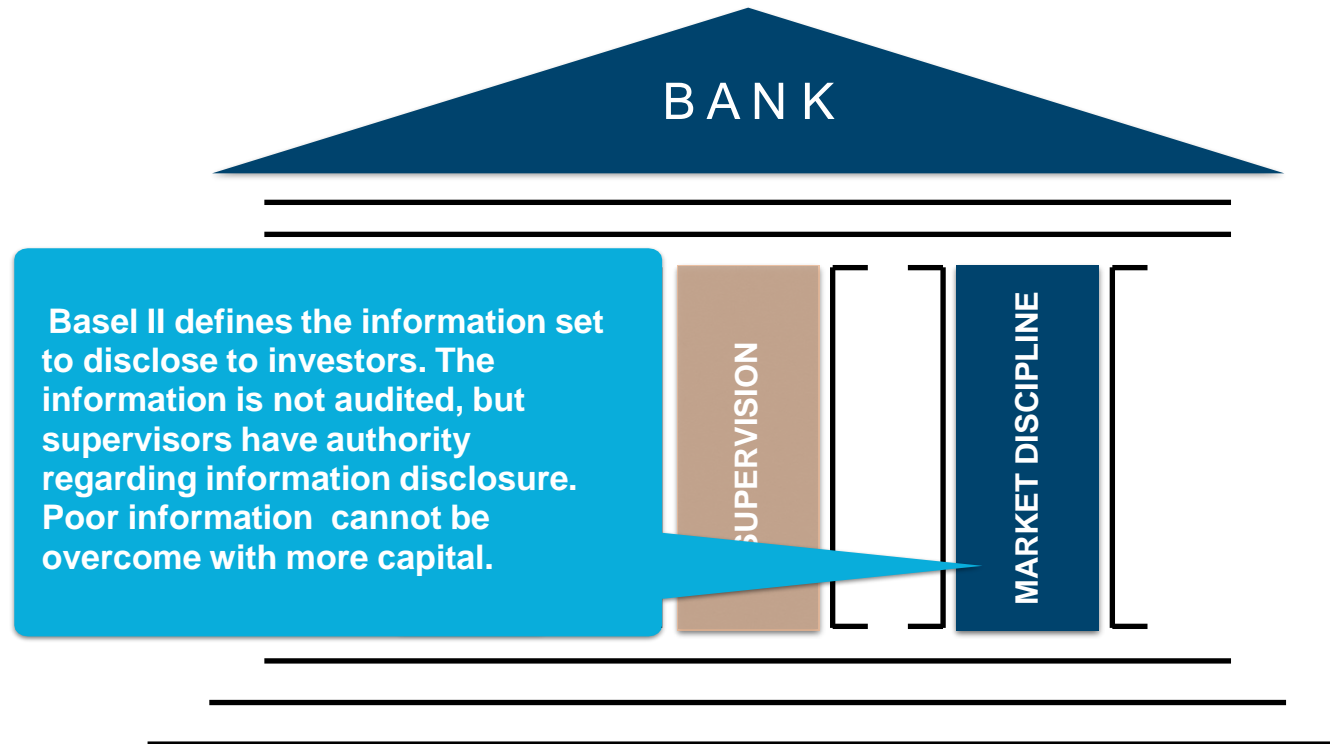 BANK
Basel II defines the information set
to disclose to investors. The
information is not audited, but
supervisors have authority
regarding information disclosure.
Poor information cannot be
overcome with more capital.
SUPERVISION
MARKET DISCIPLINE